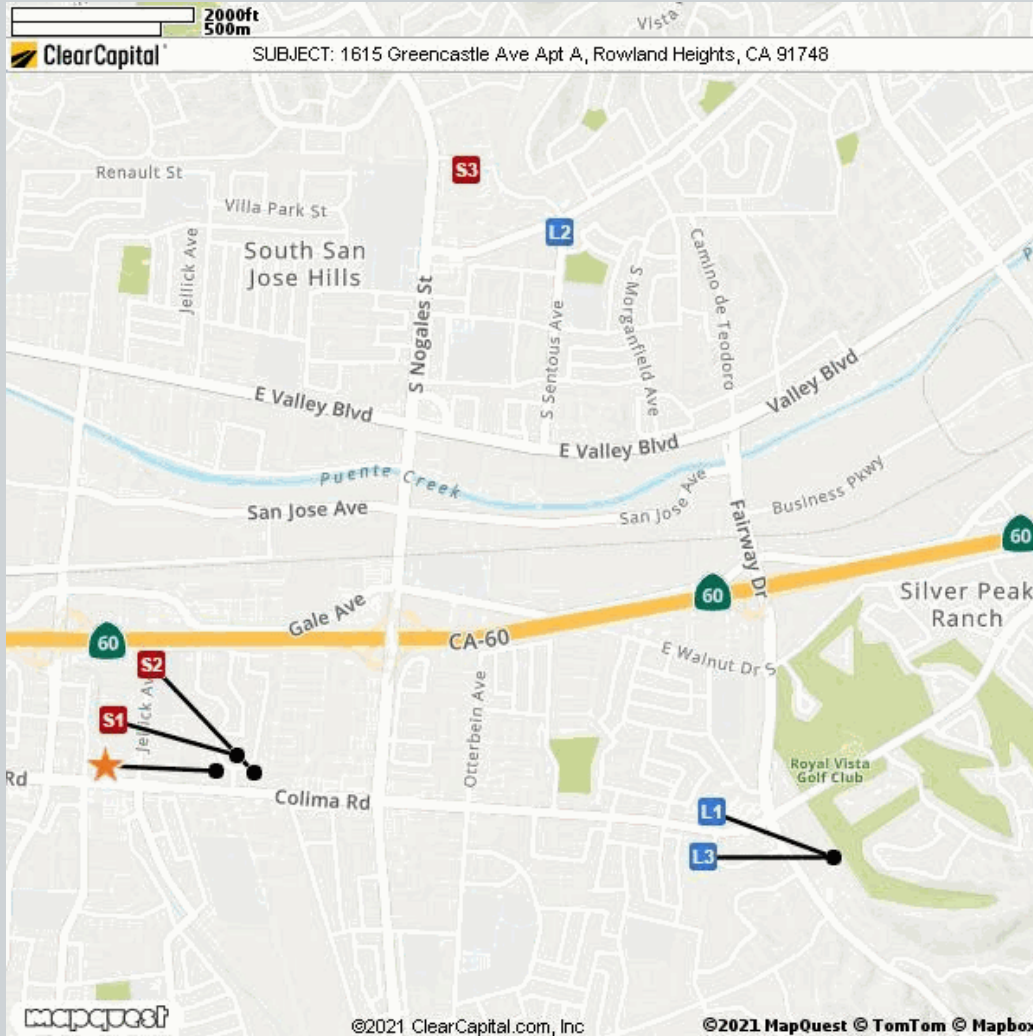 2000ft
500m
Vista
ClearCapital
SUBJECT: 1615 Greencastle Ave Apt A, Rowland Heights, CA 91748
S3
Renault St
Villa Park St
L2
South San
Jose Hills
Jellick Ave
Camino de Teodoro
S Morganfield Ave
S Nogales St
S Sentous Ave
P
E Valley Blvd
Valley Blvd
E Valley Blvd
Puente Creek
San Jose Ave
San Jose Ave
Business Pkwy
Fairway Dr
60
60
60
Silver Peak
Ranch
Gale Ave
CA-60
E Walnut Dr S
S2
S1
Jellick Av
Otterbein Ave
Rd
Colima Rd
Royal Vista
Golf Club
L1
L3
mapquest
©2021 ClearCapital.com, Inc
©2021 MapQuest © TomTom © Mapbox